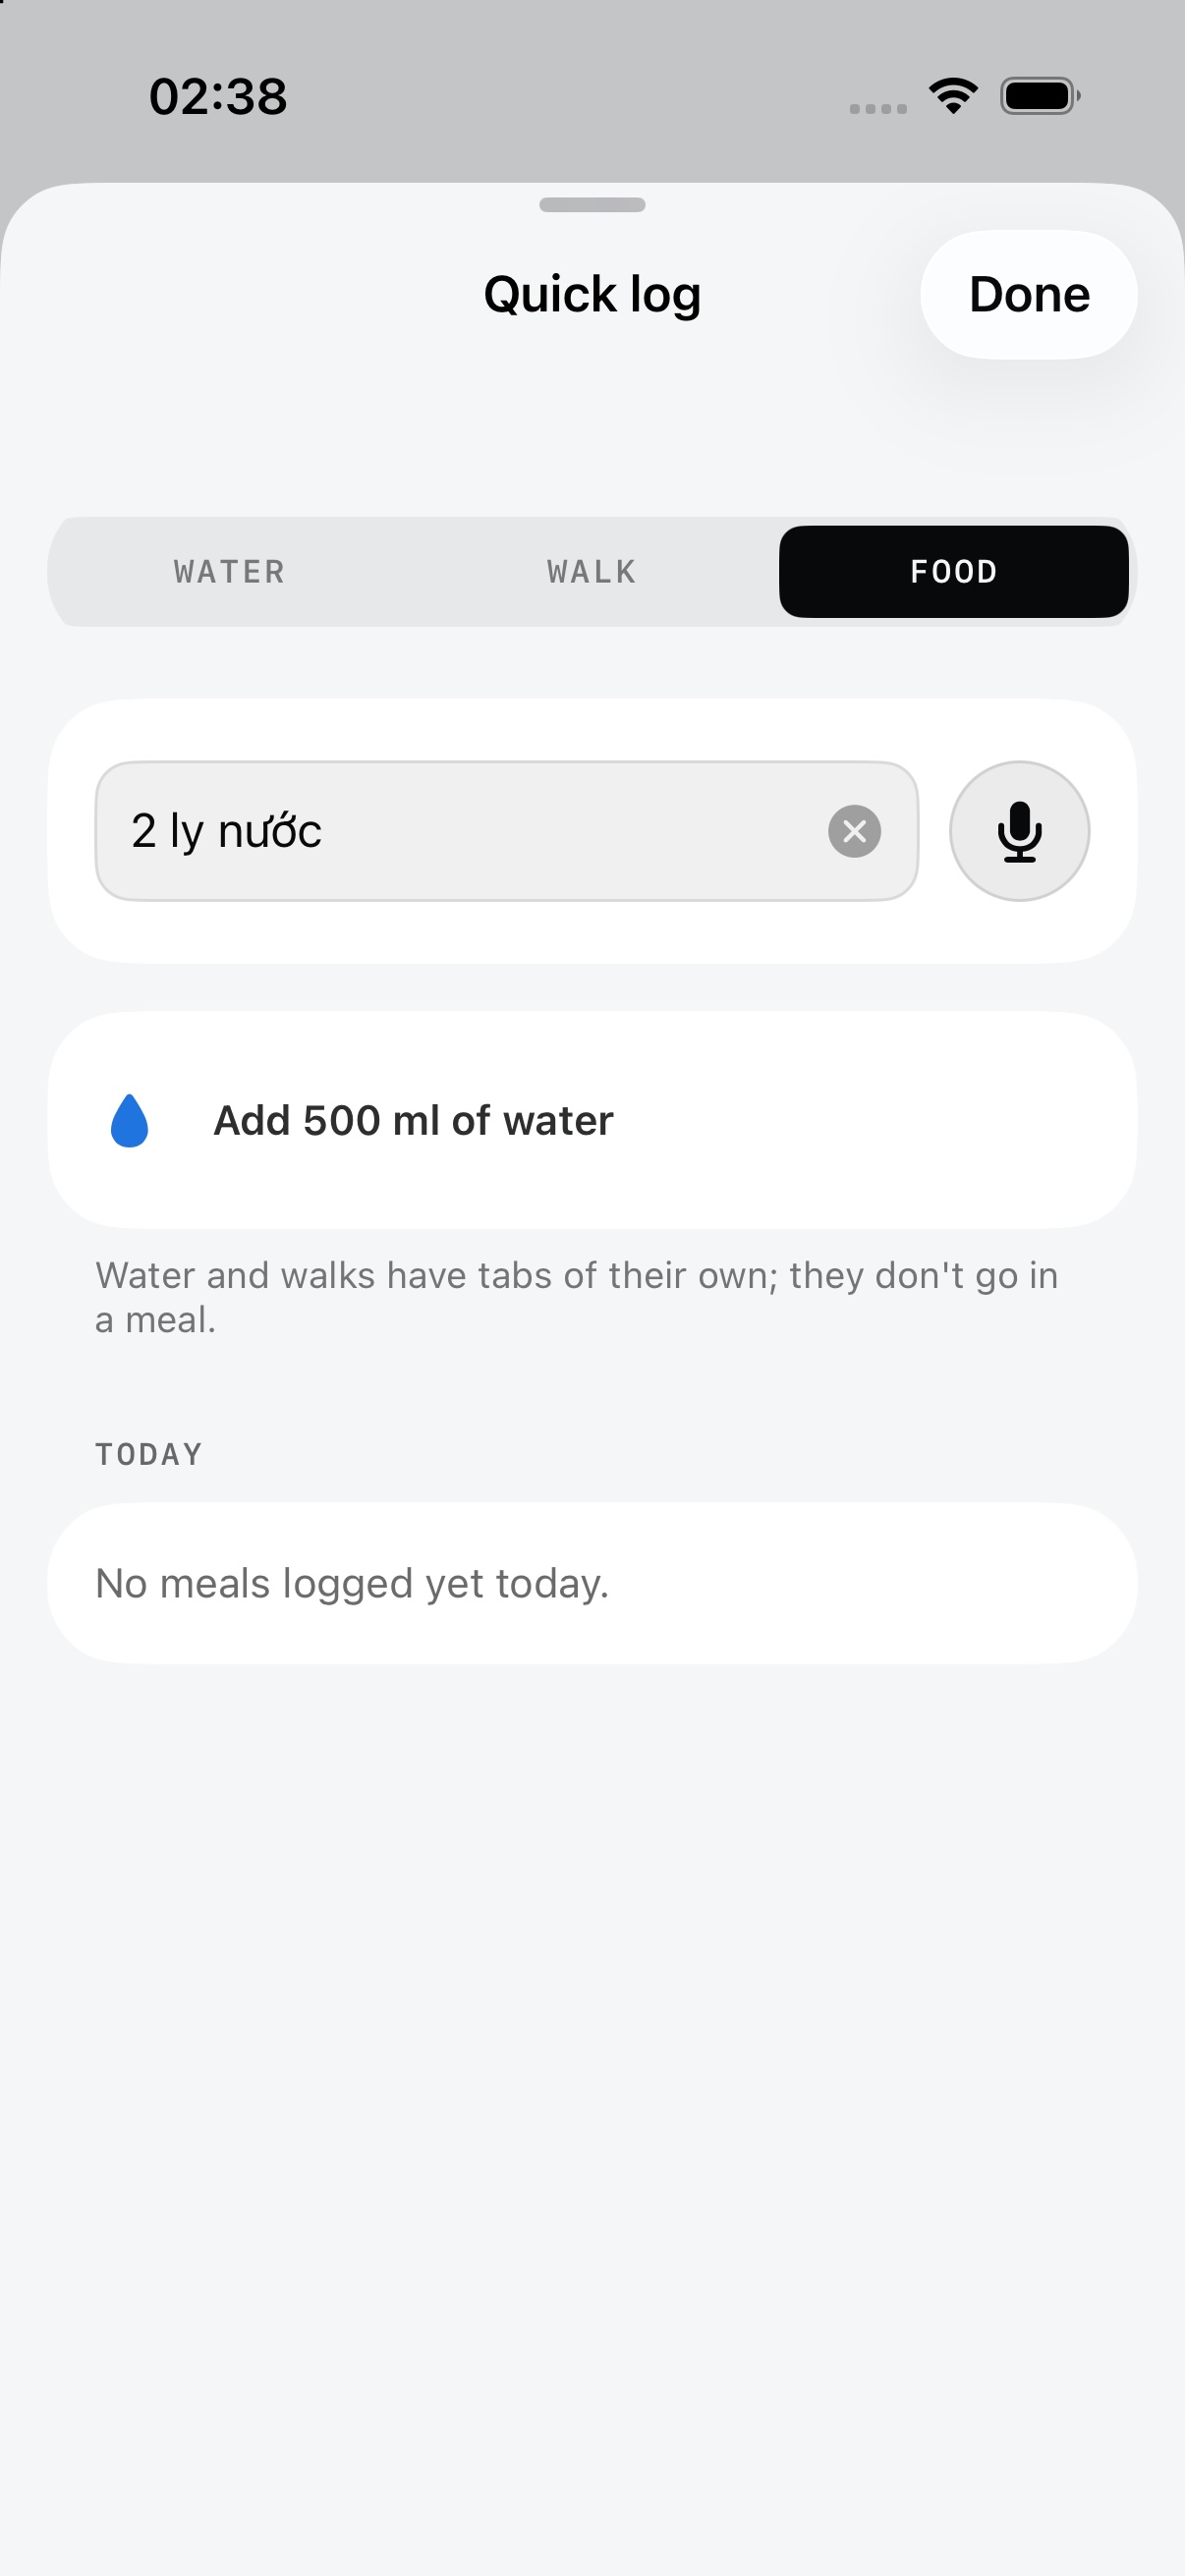 02:38
Quick log
Done
WATER
WALK
FOOD
2 ly nước
Add 500 ml of water
Water and walks have tabs of their own; they don't go in
a meal.
TODAY
No meals logged yet today.